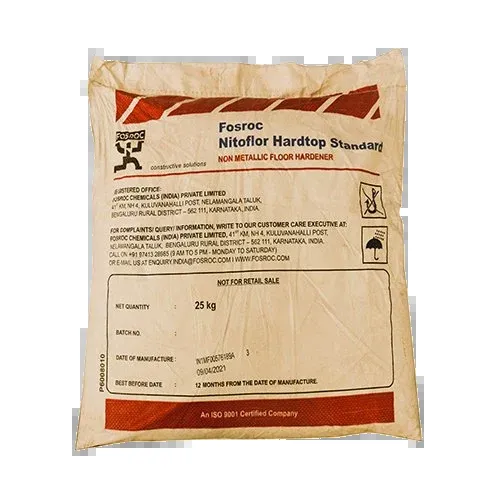 FOSROC
constructive solutions
Fosroc
Nitoflor Hardtop Standard
NON METALLIC FLOOR HARDENER
REGISTERED OFFICE:
FOSROC CHEMICALS (INDIA) PRIVATE LIMITED
41st KM, NH 4, KULUVANAHALLI POST, NELAMANGALA TALUK,
BENGALURU RURAL DISTRICT – 562 111, KARNATAKA, INDIA.
FOR COMPLAINTS/ QUERY/ INFORMATION, WRITE TO OUR CUSTOMER CARE EXECUTIVE AT:
FOSROC CHEMICALS (INDIA) PRIVATE LIMITED, 41st KM, NH 4, KULUVANAHALLI POST,
NELAMANGALA TALUK, BENGALURU RURAL DISTRICT – 562 111, KARNATAKA, INDIA.
CALL ON +91 97413 28985 (9 AM TO 5 PM - MONDAY TO SATURDAY)
OR E-MAIL US AT ENQUIRY.INDIA@FOSROC.COM I WWW.FOSROC.COM
NOT FOR RETAIL SALE
NET QUANTITY : 25 kg
BATCH NO. :
DATE OF MANUFACTURE : IN1MF00576189A 3
09/04/2021
BEST BEFORE DATE : 12 MONTHS FROM THE DATE OF MANUFACTURE.
P6008010
An ISO 9001 Certified Company